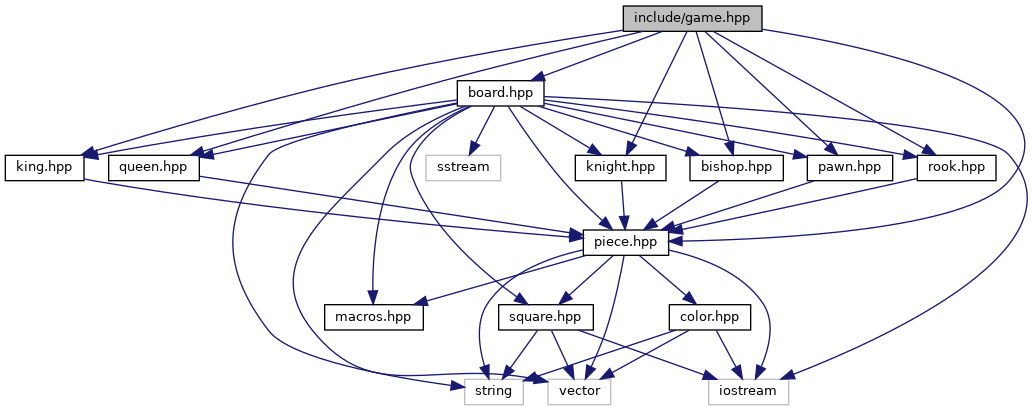 include/game.hpp
board.hpp
king.hpp
queen.hpp
sstream
knight.hpp
bishop.hpp
pawn.hpp
rook.hpp
piece.hpp
macros.hpp
square.hpp
color.hpp
string
vector
iostream